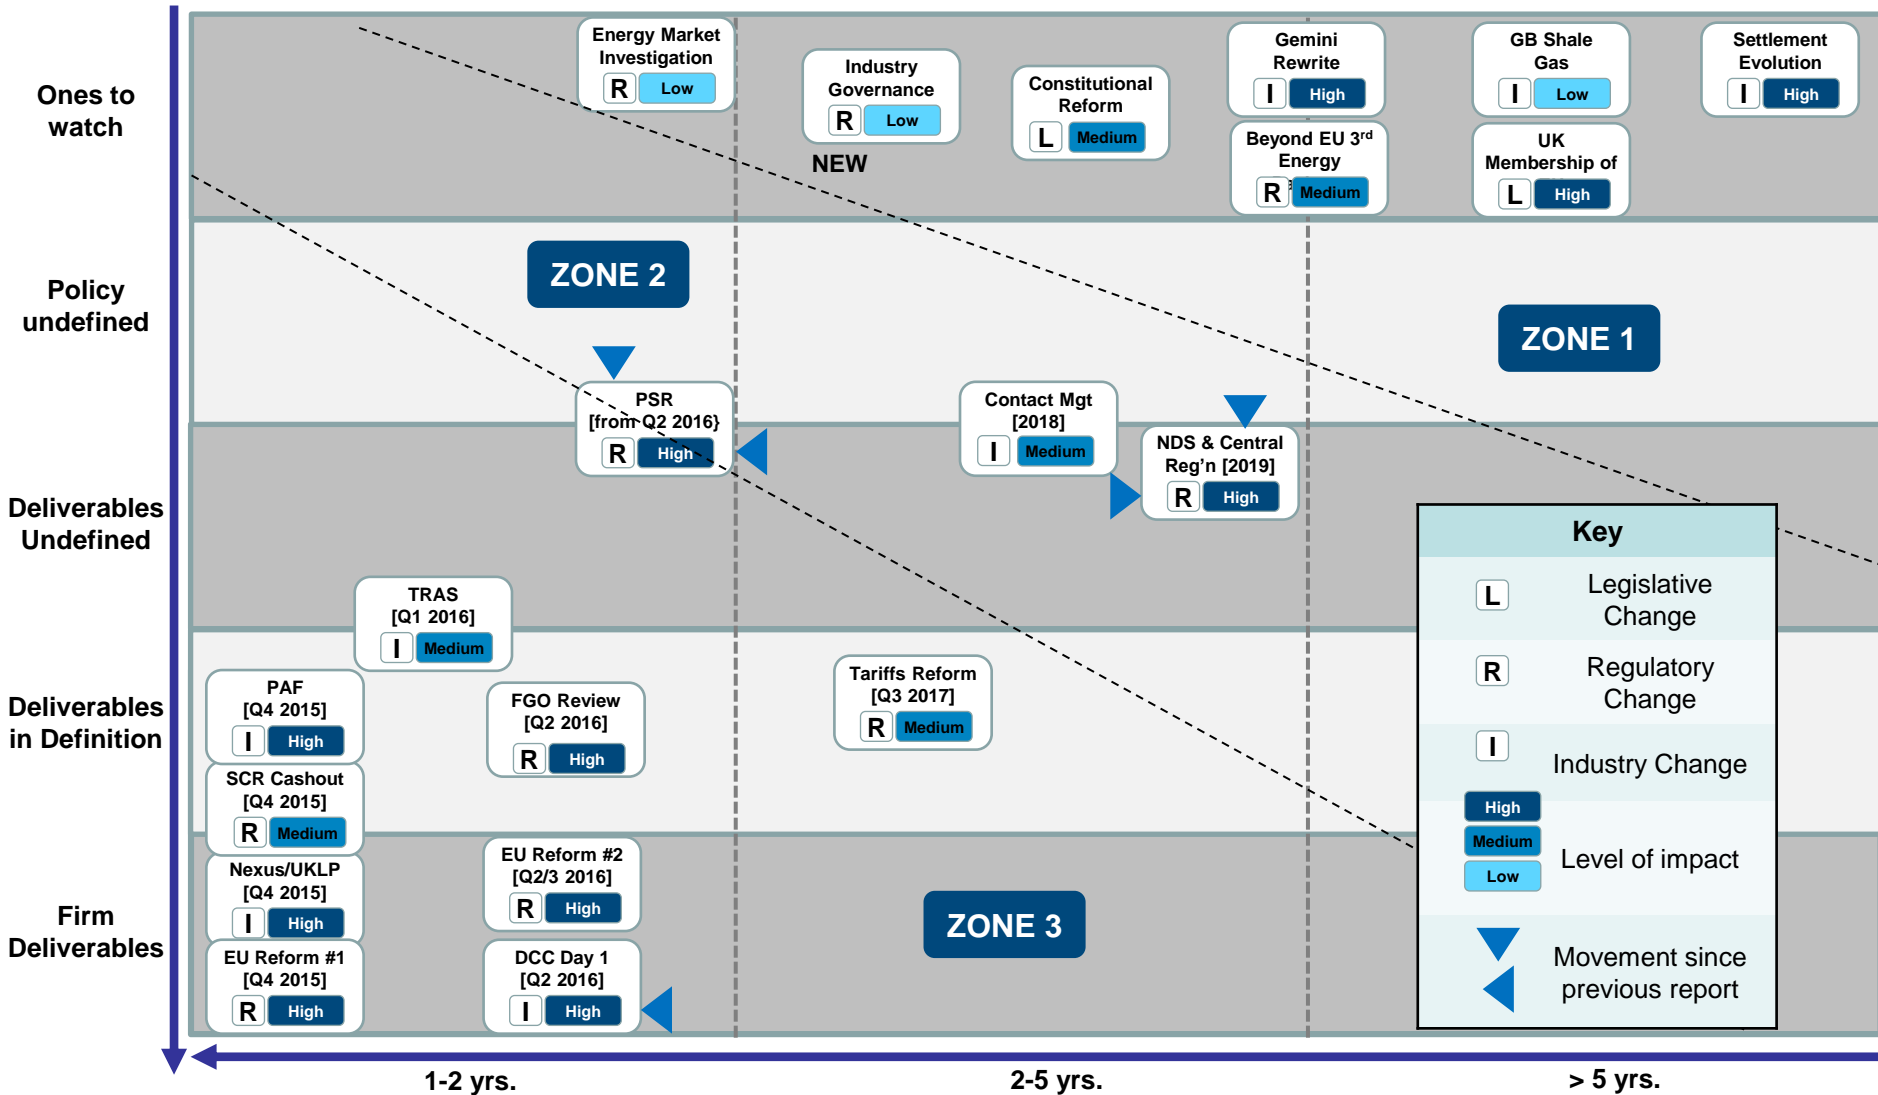 Ones to
watch
Energy Market
Investigation
R Low
Industry
Governance
R Low
NEW
Constitutional
Reform
L Medium
Gemini
Rewrite
I High
Beyond EU 3rd
Energy
R Medium
GB Shale
Gas
I Low
UK
Membership of
L High
Settlement
Evolution
I High
Policy
undefined
ZONE 2
ZONE 1
PSR
[from Q2 2016}
R High
Contact Mgt
[2018]
I Medium
NDS & Central
Reg'n [2019]
R High
Deliverables
Undefined
TRAS
[Q1 2016]
I Medium
Deliverables
in Definition
PAF
[Q4 2015]
I High
FGO Review
[Q2 2016]
R High
Tariffs Reform
[Q3 2017]
R Medium
SCR Cashout
[Q4 2015]
R Medium
Firm
Deliverables
Nexus/UKLP
[Q4 2015]
I High
EU Reform #2
[Q2/3 2016]
R High
ZONE 3
EU Reform #1
[Q4 2015]
R High
DCC Day 1
[Q2 2016]
I High
Key
L Legislative
Change
R Regulatory
Change
I Industry Change
High
Medium
Low
Level of impact
Movement since
previous report
1-2 yrs.
2-5 yrs.
> 5 yrs.